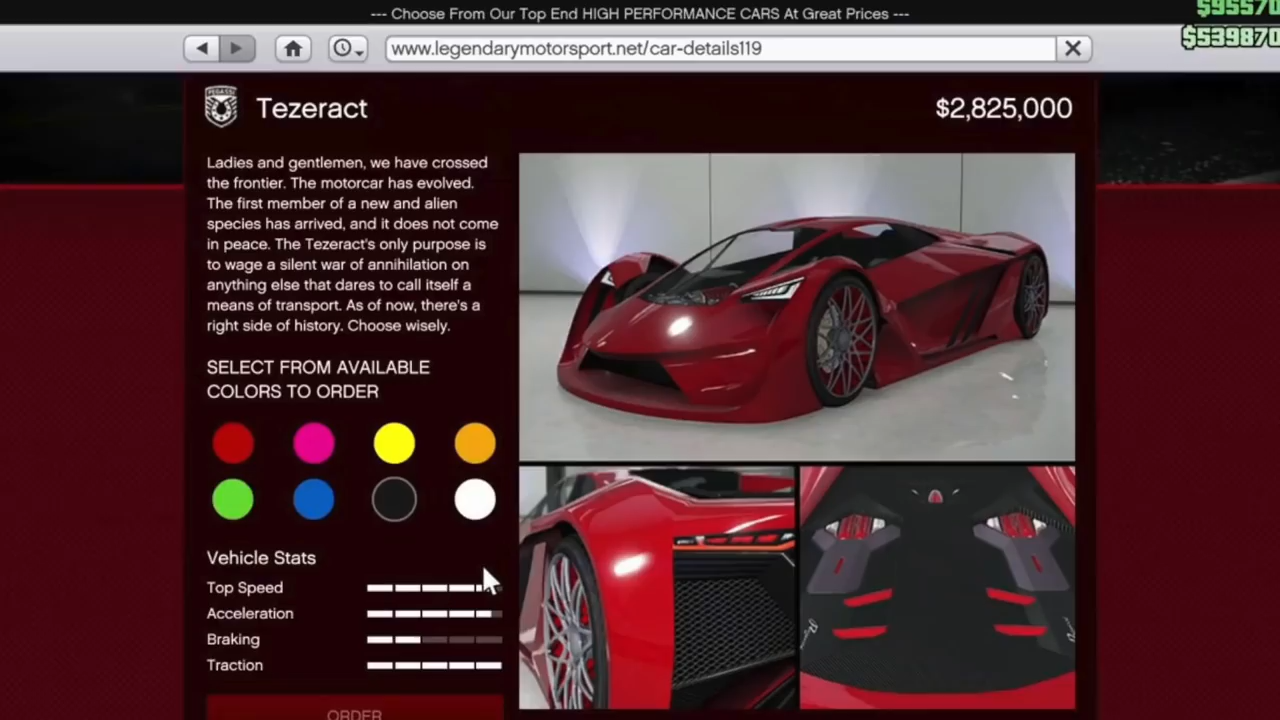 --- Choose From Our Top End HIGH PERFORMANCE CARS At Great Prices ---
$95570
$539870
www.legendarymotorsport.net/car-details119
PEGASSI
Tezeract
$2,825,000
Ladies and gentlemen, we have crossed
the frontier. The motorcar has evolved.
The first member of a new and alien
species has arrived, and it does not come
in peace. The Tezeract's only purpose is
to wage a silent war of annihilation on
anything else that dares to call itself a
means of transport. As of now, there's a
right side of history. Choose wisely.
SELECT FROM AVAILABLE
COLORS TO ORDER
Vehicle Stats
Top Speed
Acceleration
Braking
Traction
ORDER